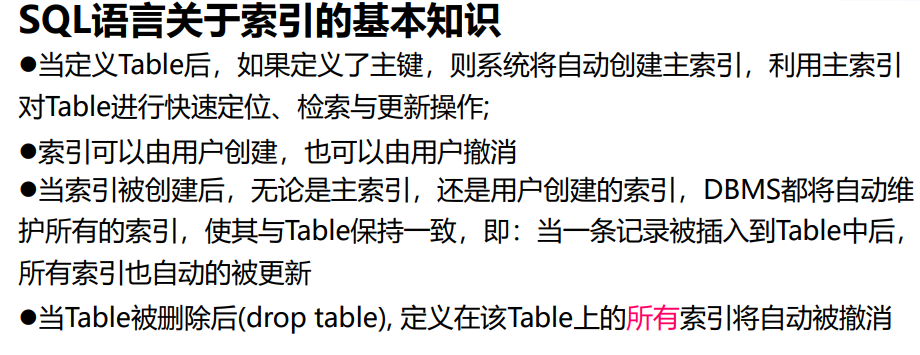 SQL语言关于索引的基本知识
●当定义Table后，如果定义了主键，则系统将自动创建主索引，利用主索引
对Table进行快速定位、检索与更新操作;
●索引可以由用户创建，也可以由用户撤消
●当索引被创建后，无论是主索引，还是用户创建的索引，DBMS都将自动维
护所有的索引，使其与Table保持一致，即：当一条记录被插入到Table中后，
所有索引也自动的被更新
●当Table被删除后(drop table), 定义在该Table上的所有索引将自动被撤消